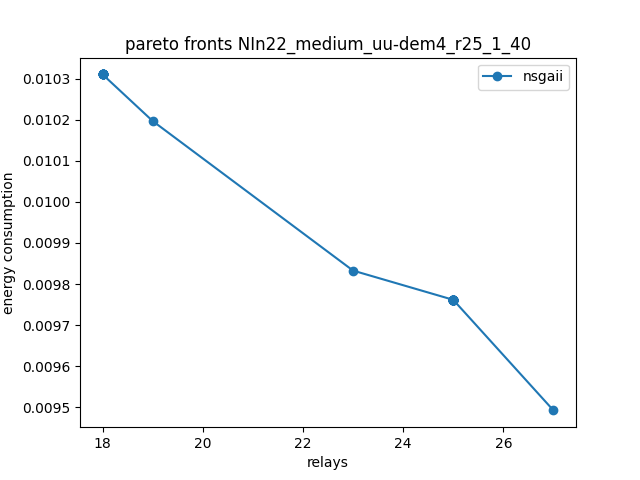 pareto fronts NIn22_medium_uu-dem4_r25_1_40
nsgaii
energy consumption
0.0103
0.0102
0.0101
0.0100
0.0099
0.0098
0.0097
0.0096
0.0095
18 20 22 24 26
relays